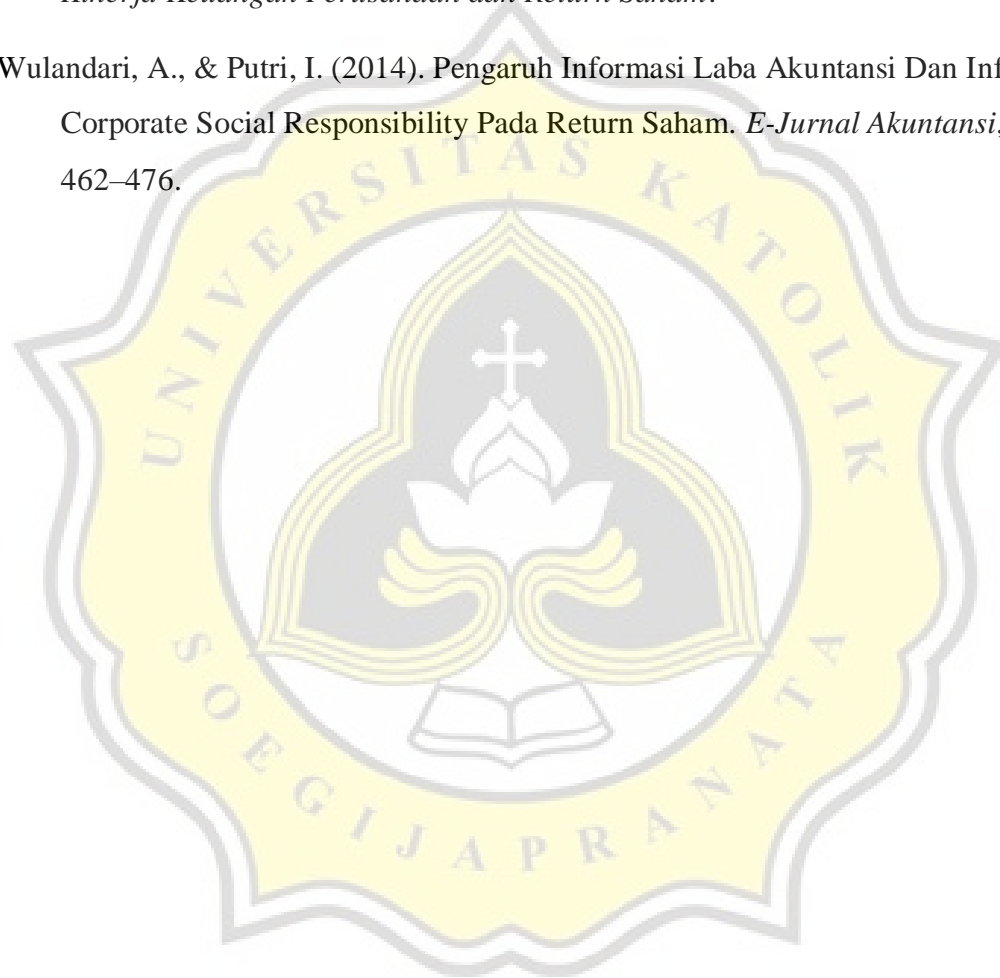 Kinerja Keuangan Perusahaan dan Return Saham.
Wulandari, A., & Putri, I. (2014). Pengaruh Informasi Laba Akuntansi Dan Inf
Corporate Social Responsibility Pada Return Saham. E-Jurnal Akuntansi,
462–476.
UNIVERSITAS KATOLIK
SOEGIJAPRANATA